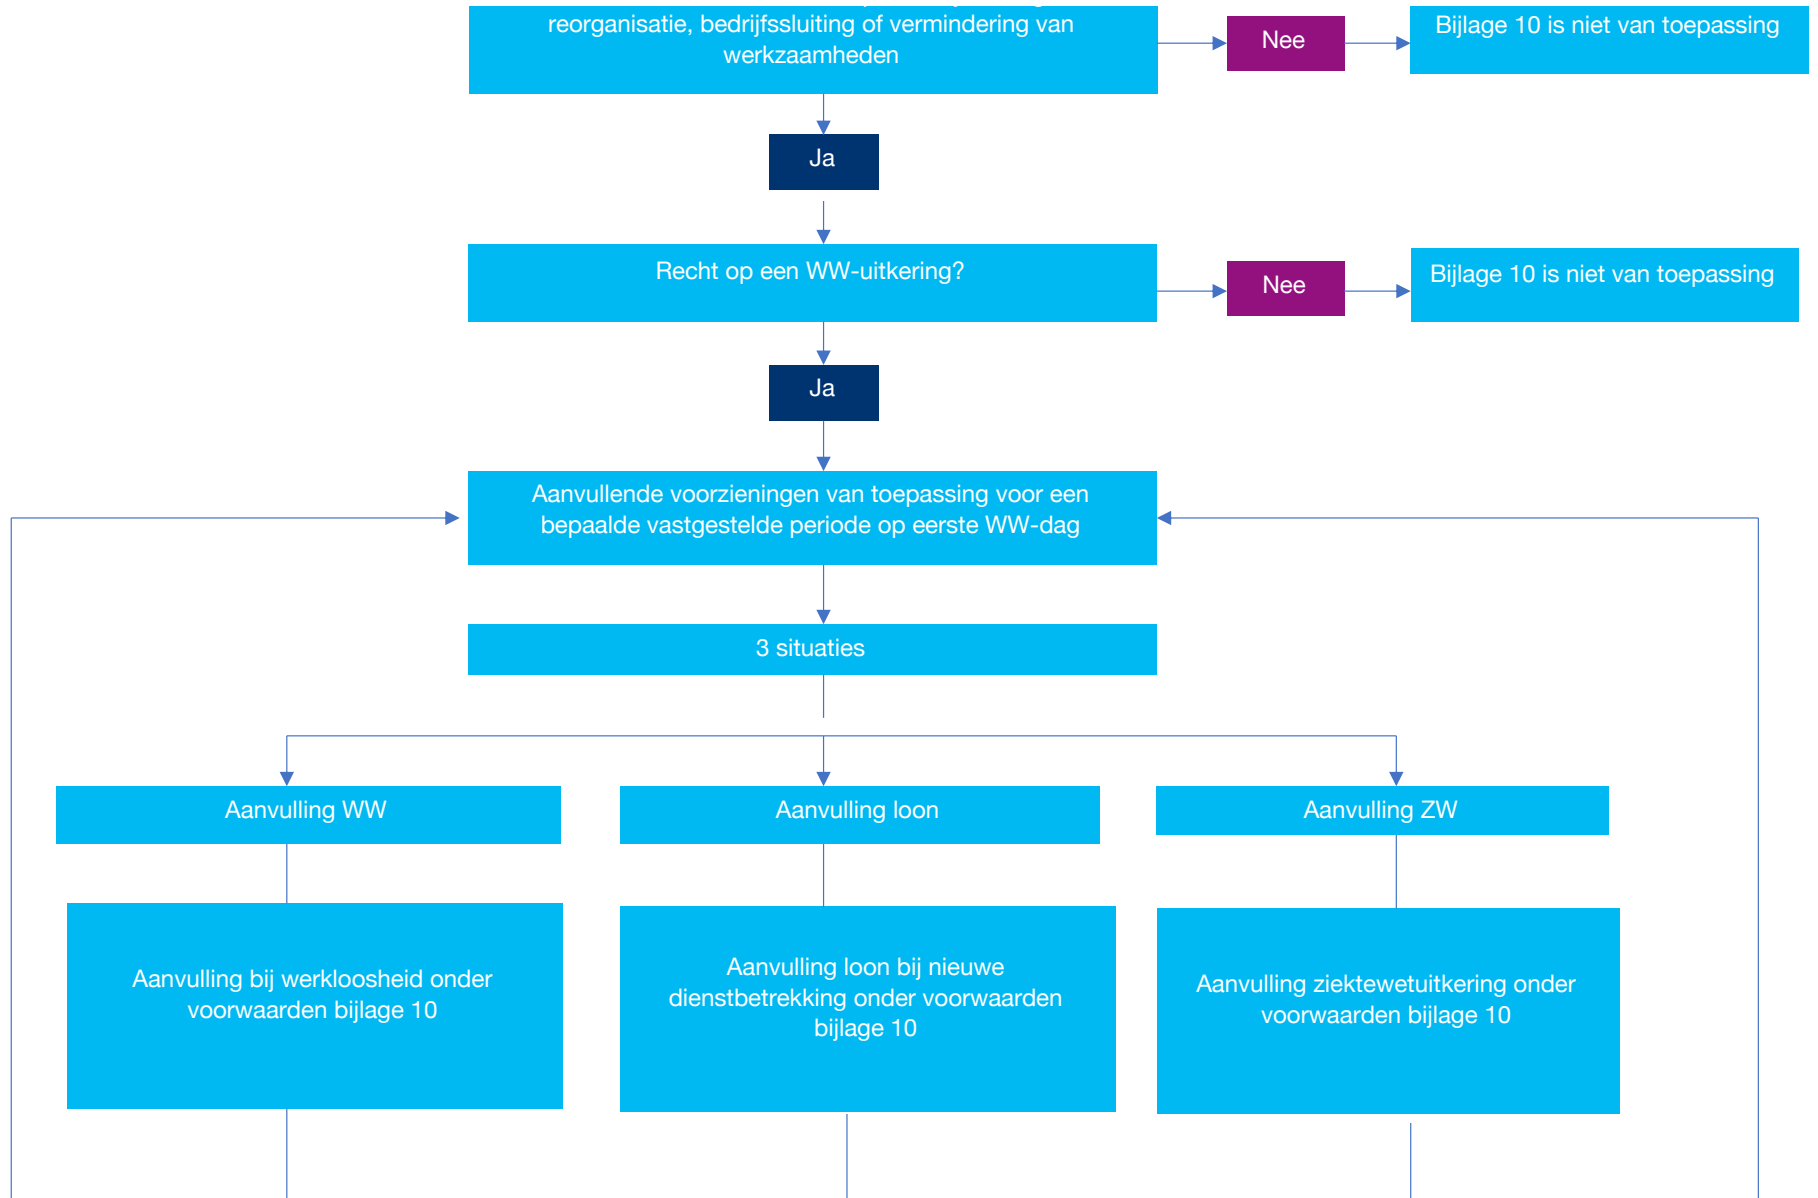 reorganisatie, bedrijfssluiting of vermindering van
werkzaamheden
Nee
Bijlage 10 is niet van toepassing
Ja
Recht op een WW-uitkering?
Nee
Bijlage 10 is niet van toepassing
Ja
Aanvullende voorzieningen van toepassing voor een
bepaalde vastgestelde periode op eerste WW-dag
3 situaties
Aanvulling WW
Aanvulling loon
Aanvulling ZW
Aanvulling bij werkloosheid onder
voorwaarden bijlage 10
Aanvulling loon bij nieuwe
dienstbetrekking onder voorwaarden
bijlage 10
Aanvulling ziektewetuitkering onder
voorwaarden bijlage 10